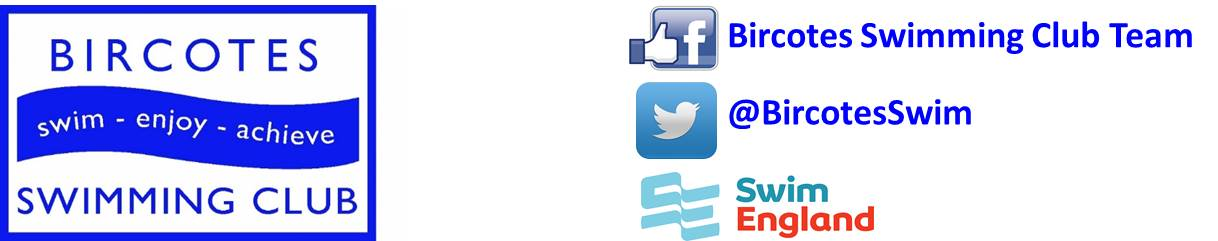 BIRCOTES
swim - enjoy - achieve
SWIMMING CLUB
Bircotes Swimming Club Team
@BircotesSwim
Swim
England